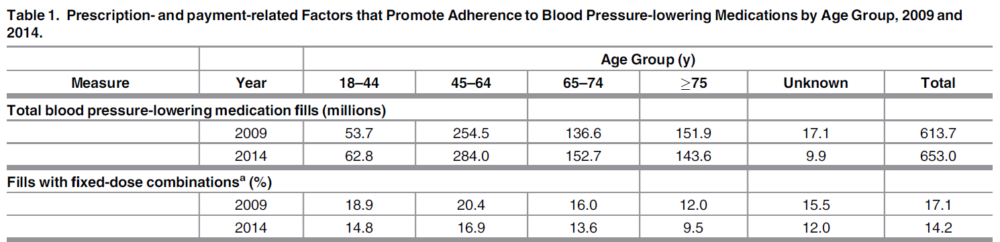 Table 1. Prescription- and payment-related Factors that Promote Adherence to Blood Pressure-lowering Medications by Age Group, 2009 and
2014.
Age Group (y)
Measure Year 18–44 45–64 65–74 ≥75 Unknown Total
Total blood pressure-lowering medication fills (millions)
2009 53.7 254.5 136.6 151.9 17.1 613.7
2014 62.8 284.0 152.7 143.6 9.9 653.0
Fills with fixed-dose combinationsᵃ (%)
2009 18.9 20.4 16.0 12.0 15.5 17.1
2014 14.8 16.9 13.6 9.5 12.0 14.2